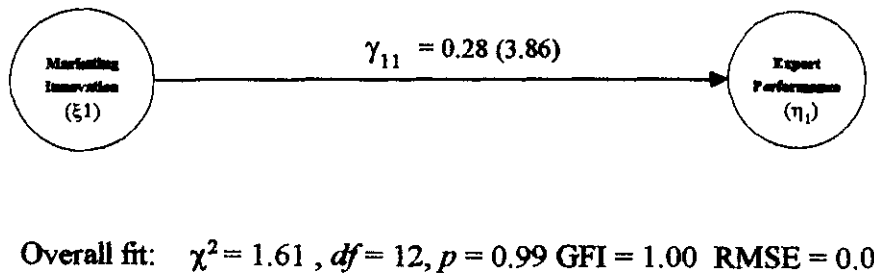 γ₁₁ = 0.28 (3.86)
Marketing
Innovation
(ξ1)
Export
Performance
(η₁)
Overall fit: χ² = 1.61 , df = 12, p = 0.99 GFI = 1.00 RMSE = 0.0